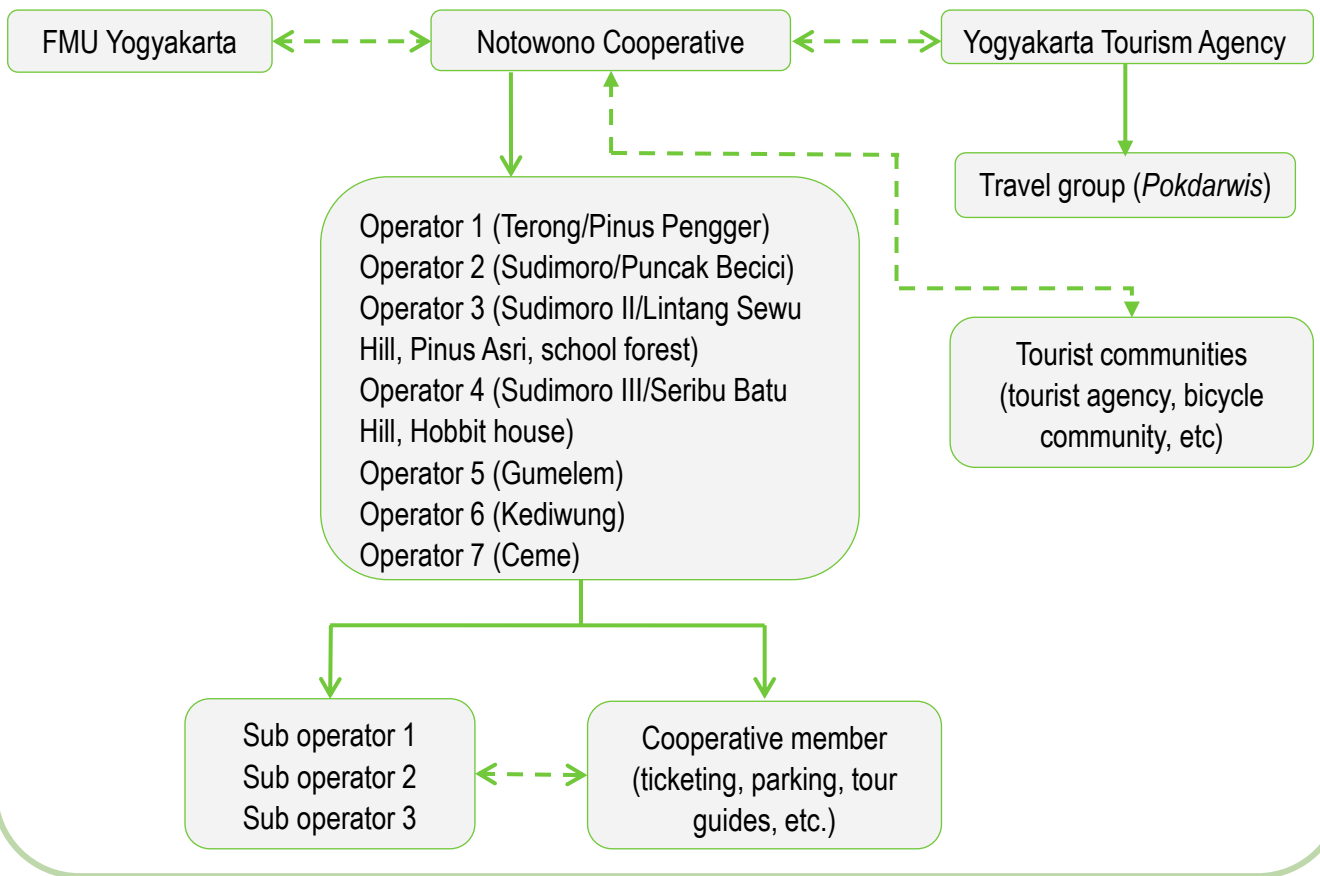 FMU Yogyakarta
Notowono Cooperative
Yogyakarta Tourism Agency
Travel group (Pokdarwis)
Operator 1 (Terong/Pinus Pengger)
Operator 2 (Sudimoro/Puncak Becici)
Operator 3 (Sudimoro II/Lintang Sewu
Hill, Pinus Asri, school forest)
Operator 4 (Sudimoro III/Seribu Batu
Hill, Hobbit house)
Operator 5 (Gumelem)
Operator 6 (Kediwung)
Operator 7 (Ceme)
Tourist communities
(tourist agency, bicycle
community, etc)
Sub operator 1
Sub operator 2
Sub operator 3
Cooperative member
(ticketing, parking, tour
guides, etc.)